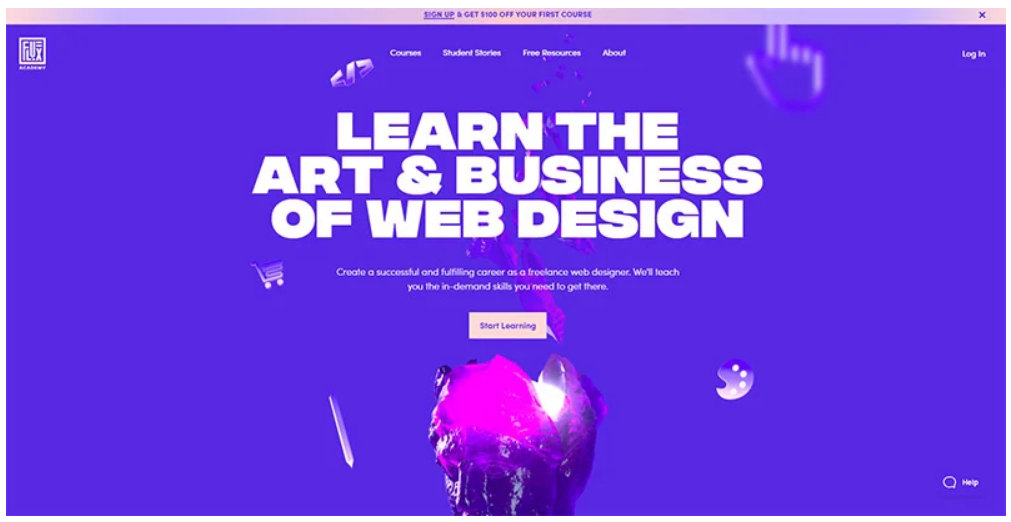 SIGN UP & GET $100 OFF YOUR FIRST COURSE
FLUX
ACADEMY
Courses Student Stories Free Resources About
Log In
LEARN THE
ART & BUSINESS
OF WEB DESIGN
Create a successful and fulfilling career as a freelance web designer. We'll teach
you the in-demand skills you need to get there.
Start Learning
Help